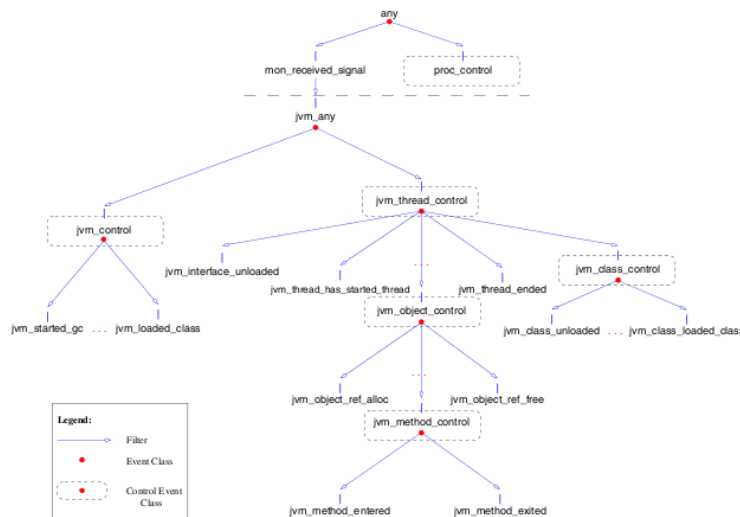 any
mon_received_signal
proc_control
jvm_any
jvm_thread_control
jvm_control
jvm_interface_unloaded
...
jvm_class_control
jvm_thread_has_started_thread
jvm_thread_ended
jvm_object_control
jvm_started_gc ... jvm_loaded_class
jvm_class_unloaded ... jvm_class_loaded_class
...
jvm_object_ref_alloc
jvm_object_ref_free
jvm_method_control
Legend:
Filter
Event Class
Control Event
Class
jvm_method_entered
jvm_method_exited